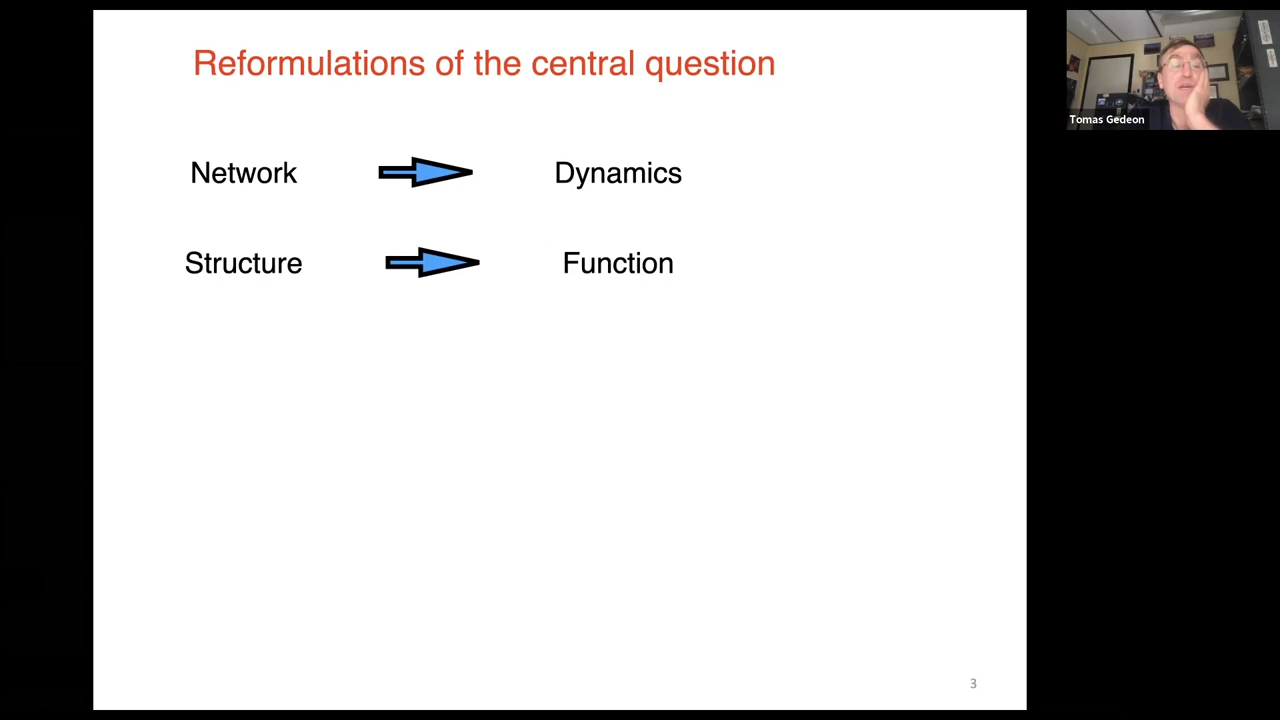 Reformulations of the central question
Network Dynamics
Structure Function
3
Tomas Gedeon